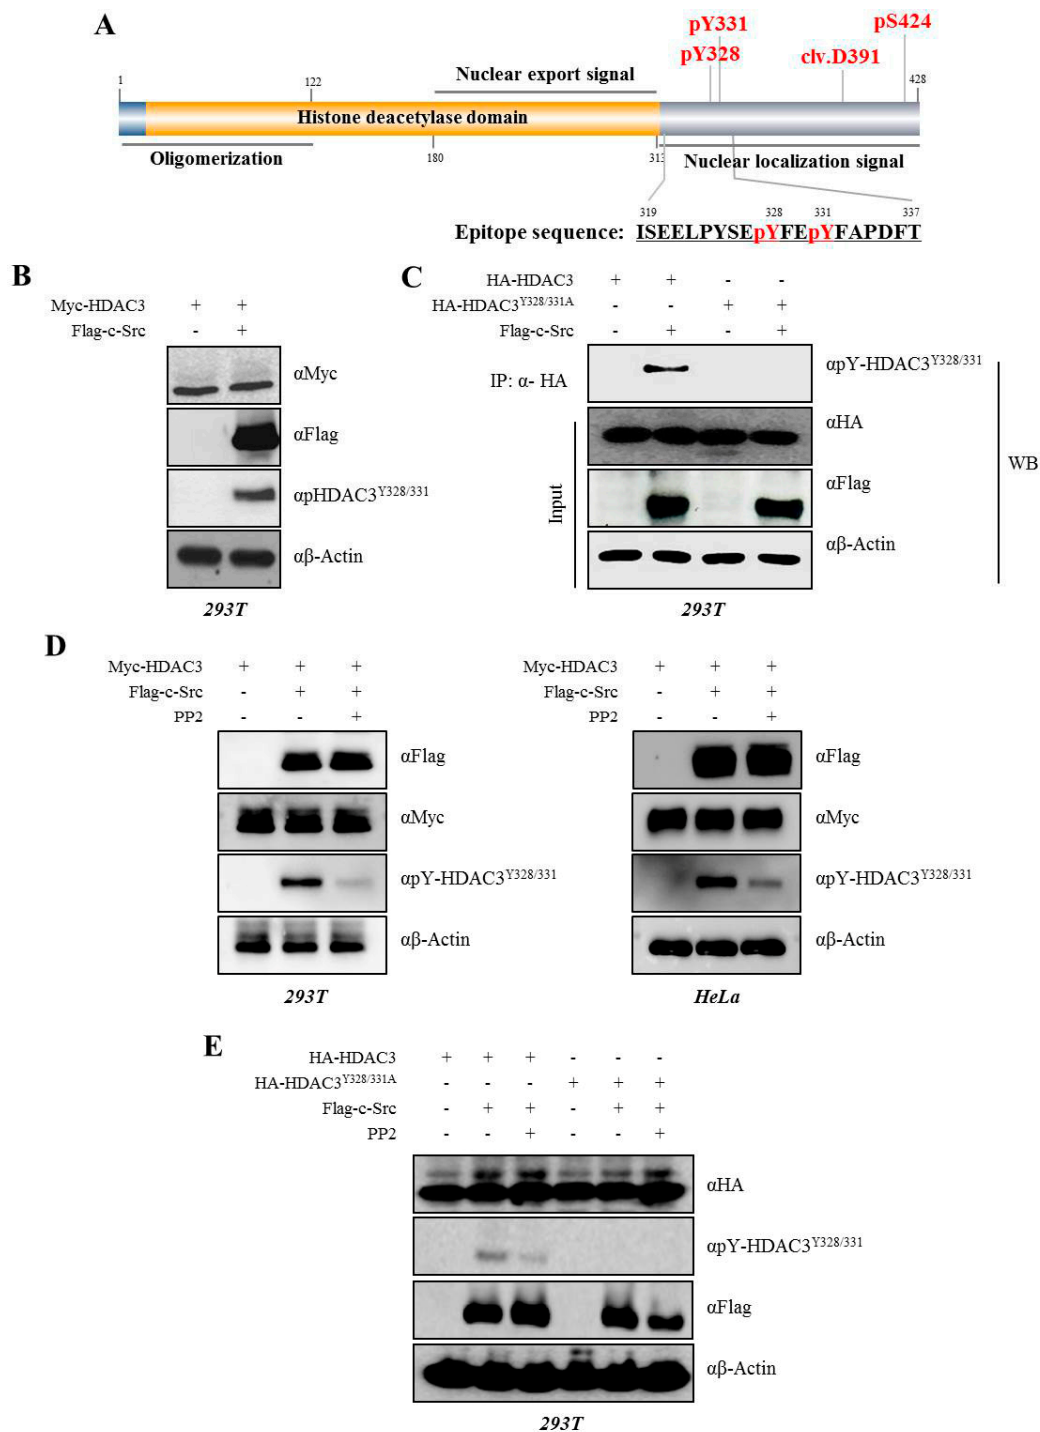 A
pY331
pS424
pY328
clv.D391
Nuclear export signal
1
122
428
Histone deacetylase domain
Oligomerization
180
313
Nuclear localization signal
319
328
331
337
Epitope sequence: ISEELPYSEpYFEpYFAPDFT
B
Myc-HDAC3 + +
Flag-c-Src - +
αMyc
αFlag
αpHDAC3Y328/331
αβ-Actin
293T
C
HA-HDAC3 + + - -
HA-HDAC3Y328/331A - - + +
Flag-c-Src - + - +
IP: α- HA
αpY-HDAC3Y328/331
αHA
αFlag
αβ-Actin
Input
WB
293T
D
Myc-HDAC3 + + +
Flag-c-Src - + +
PP2 - - +
αFlag
αMyc
αpY-HDAC3Y328/331
αβ-Actin
293T
Myc-HDAC3 + + +
Flag-c-Src - + +
PP2 - - +
αFlag
αMyc
αpY-HDAC3Y328/331
αβ-Actin
HeLa
E
HA-HDAC3 + + + - - -
HA-HDAC3Y328/331A - - - + + +
Flag-c-Src - + + - + +
PP2 - - + - - +
αHA
αpY-HDAC3Y328/331
αFlag
αβ-Actin
293T